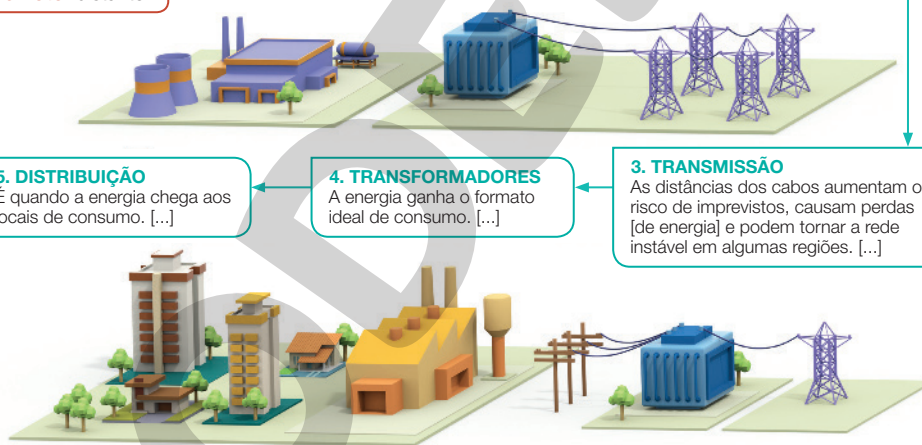 3. TRANSMISSÃO
As distâncias dos cabos aumentam o
risco de imprevistos, causam perdas
[de energia] e podem tornar a rede
instável em algumas regiões. [...]
4. TRANSFORMADORES
A energia ganha o formato
ideal de consumo. [...]
5. DISTRIBUIÇÃO
É quando a energia chega aos
locais de consumo. [...]